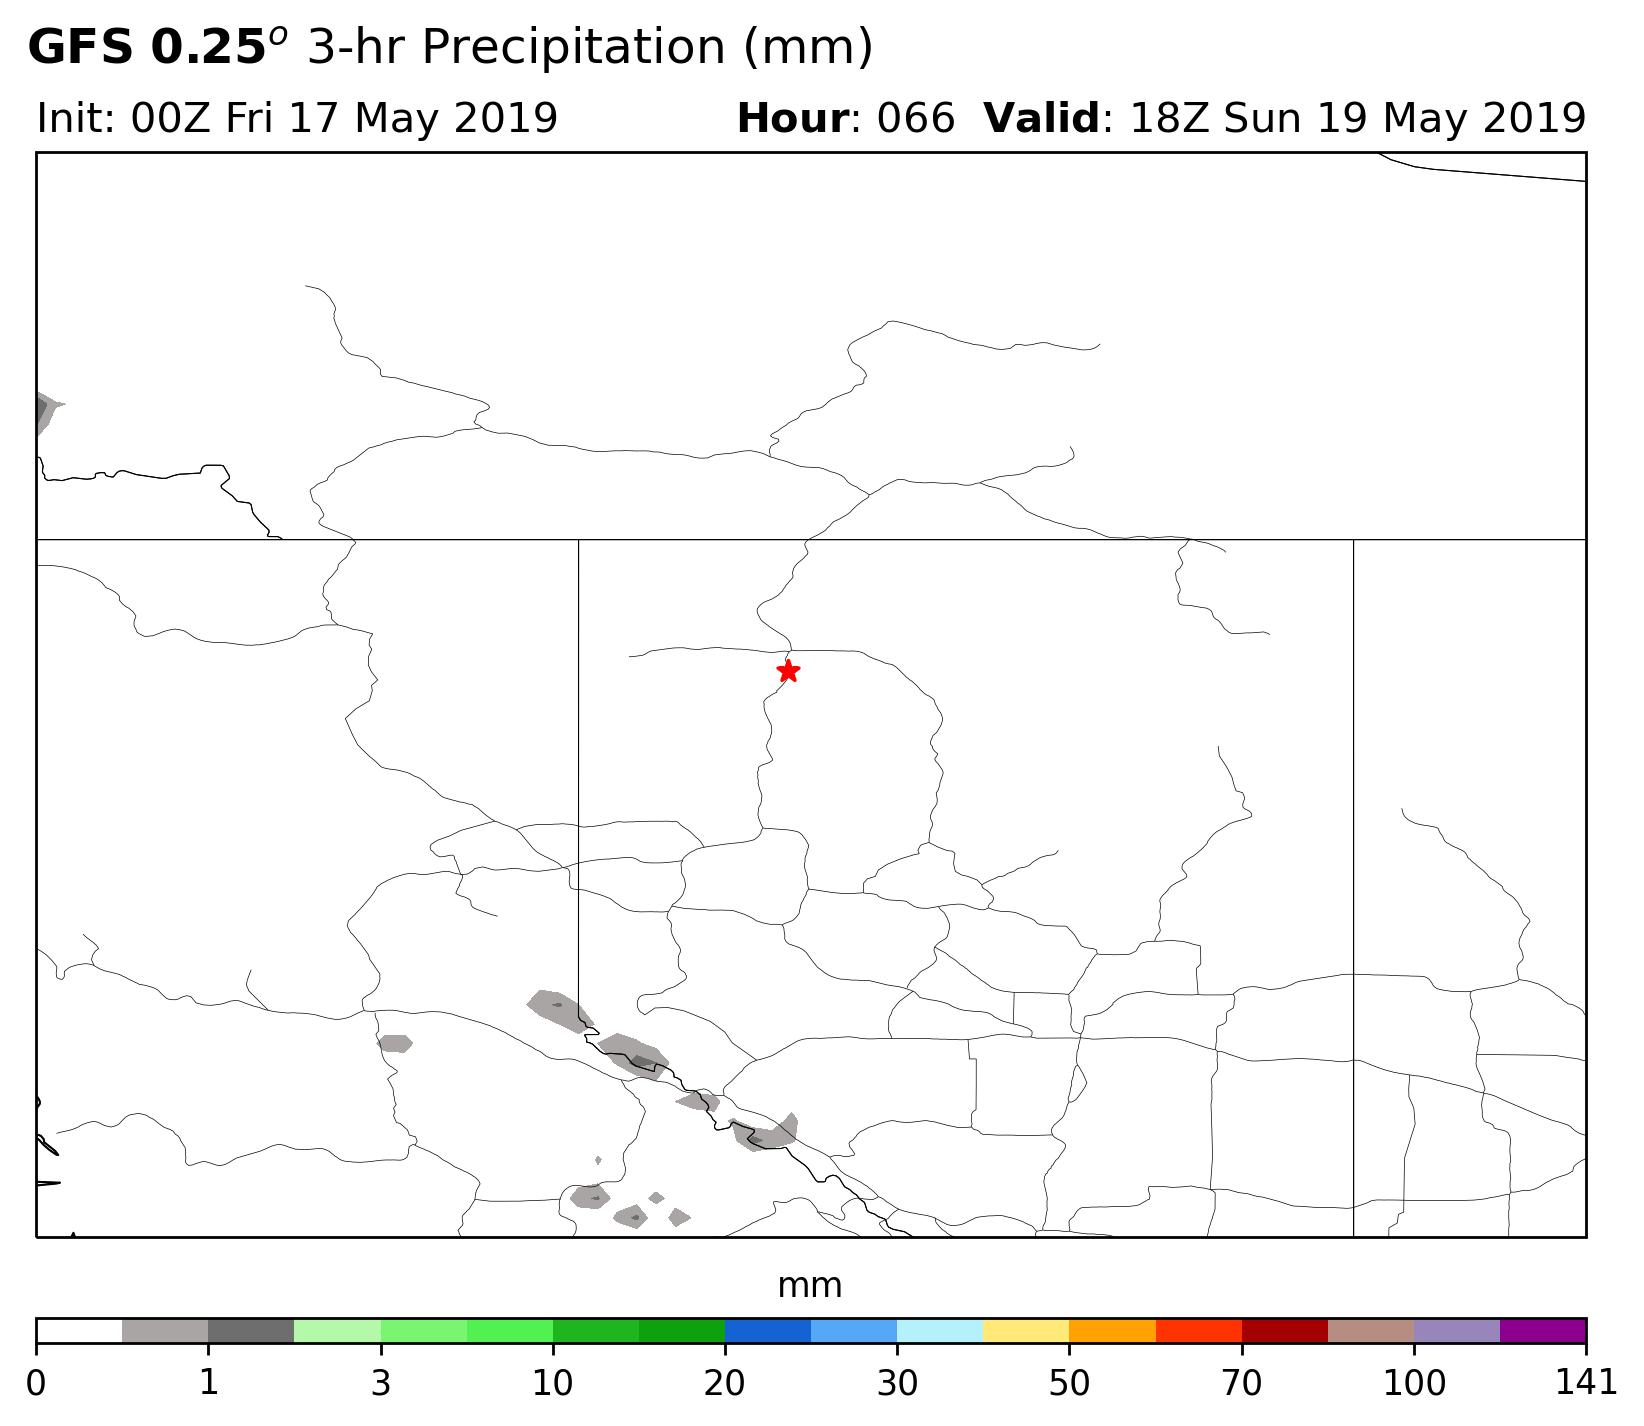 GFS 0.25° 3-hr Precipitation (mm)
Init: 00Z Fri 17 May 2019 Hour: 066 Valid: 18Z Sun 19 May 2019
mm
0 1 3 10 20 30 50 70 100 141